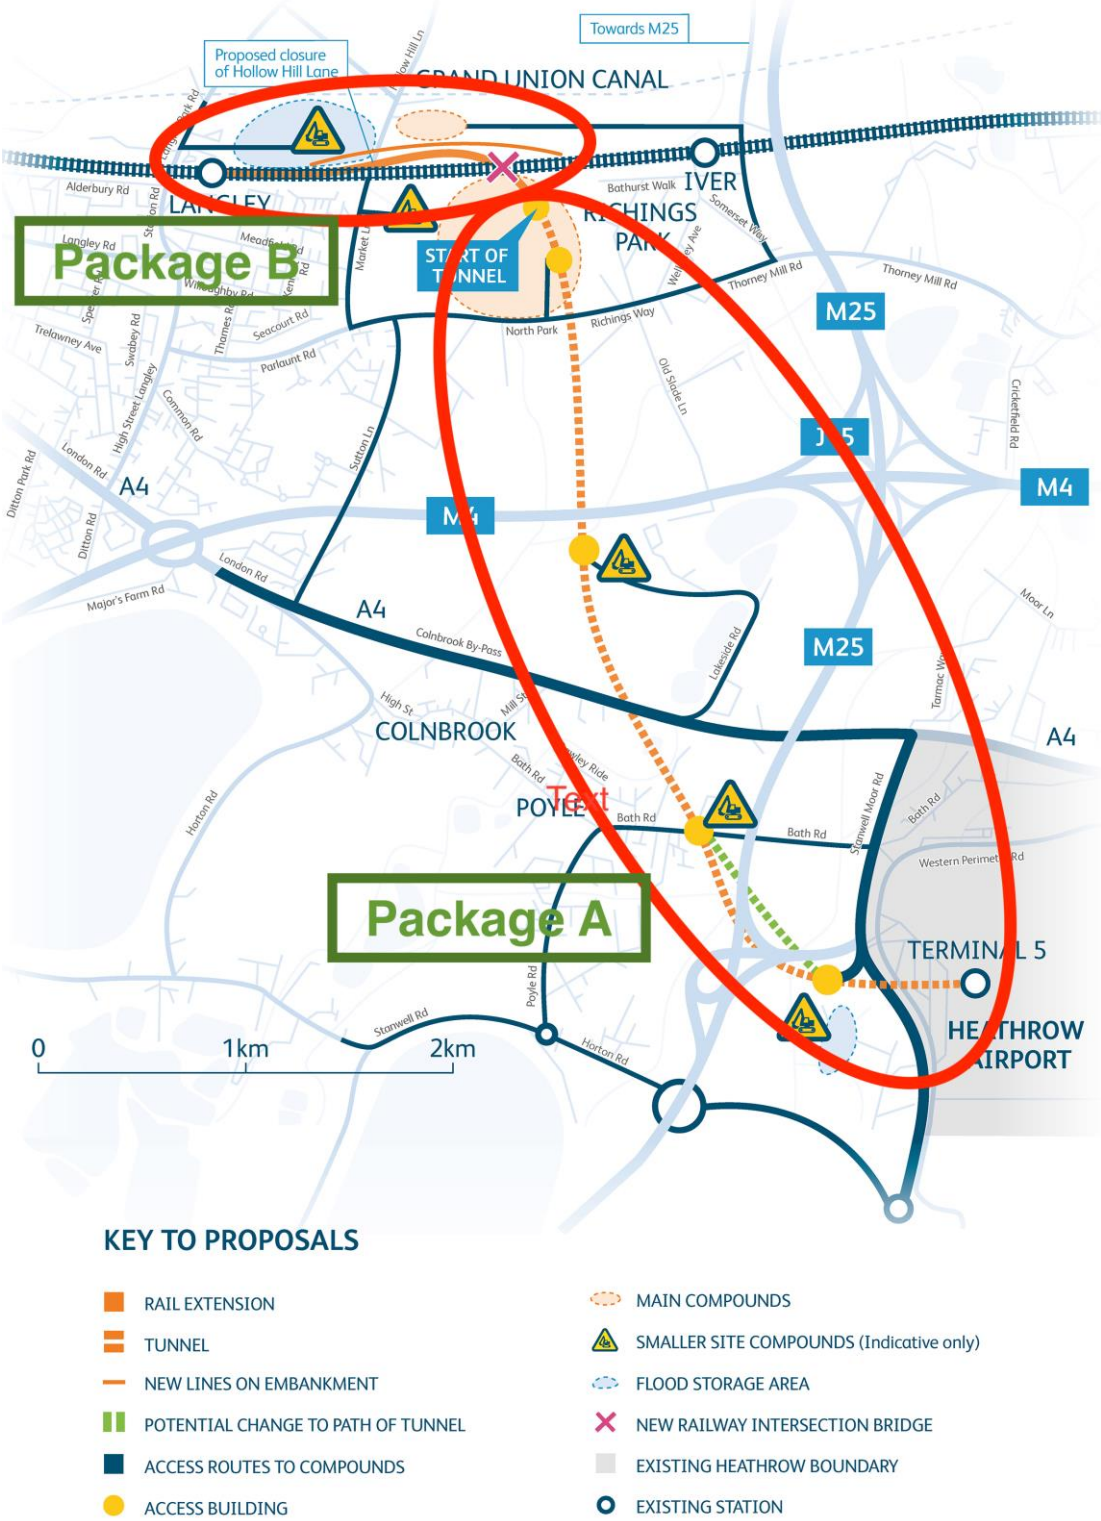 Towards M25
Proposed closure
of Hollow Hill Lane
GRAND UNION CANAL
Alderbury Rd
LANGLEY
IVER
Bathurst Walk
RICHINGS
PARK
Somerset Way
Langley Rd
Package B
START OF
TUNNEL
Thorney Mill Rd
Thorney Mill Rd
M25
North Park
Richings Way
Seacourt Rd
Parlaunt Rd
Trelawney Ave
Swabey Rd
Thames Rd
Old Slade Ln
Cricketfield Rd
High Street Langley
Common Rd
Sutton Ln
London Rd
Ditton Park Rd
Ditton Rd
A4
M4
M4
London Rd
Major's Farm Rd
A4
Colnbrook By-Pass
Lakeside Rd
M25
Moor Ln
High St
COLNBROOK
A4
Bath Rd
Text
POYLE
Bath Rd
Bath Rd
Stanwell Moor Rd
Bath Rd
Horton Rd
Package A
TERMINAL 5
Poyle Rd
Stanwell Rd
Horton Rd
HEATHROW
AIRPORT
0 1km 2km
KEY TO PROPOSALS
RAIL EXTENSION
TUNNEL
NEW LINES ON EMBANKMENT
POTENTIAL CHANGE TO PATH OF TUNNEL
ACCESS ROUTES TO COMPOUNDS
ACCESS BUILDING
MAIN COMPOUNDS
SMALLER SITE COMPOUNDS (Indicative only)
FLOOD STORAGE AREA
NEW RAILWAY INTERSECTION BRIDGE
EXISTING HEATHROW BOUNDARY
EXISTING STATION